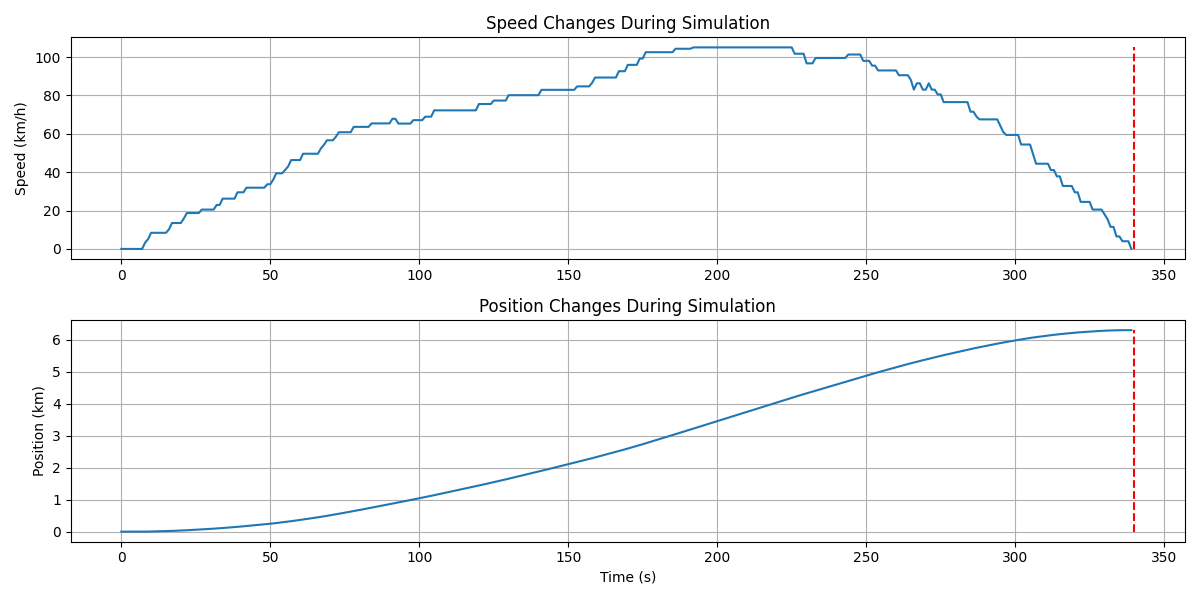 Speed Changes During Simulation
Speed (km/h)
100
80
60
40
20
0
0 50 100 150 200 250 300 350
Position Changes During Simulation
Position (km)
6
5
4
3
2
1
0
0 50 100 150 200 250 300 350
Time (s)